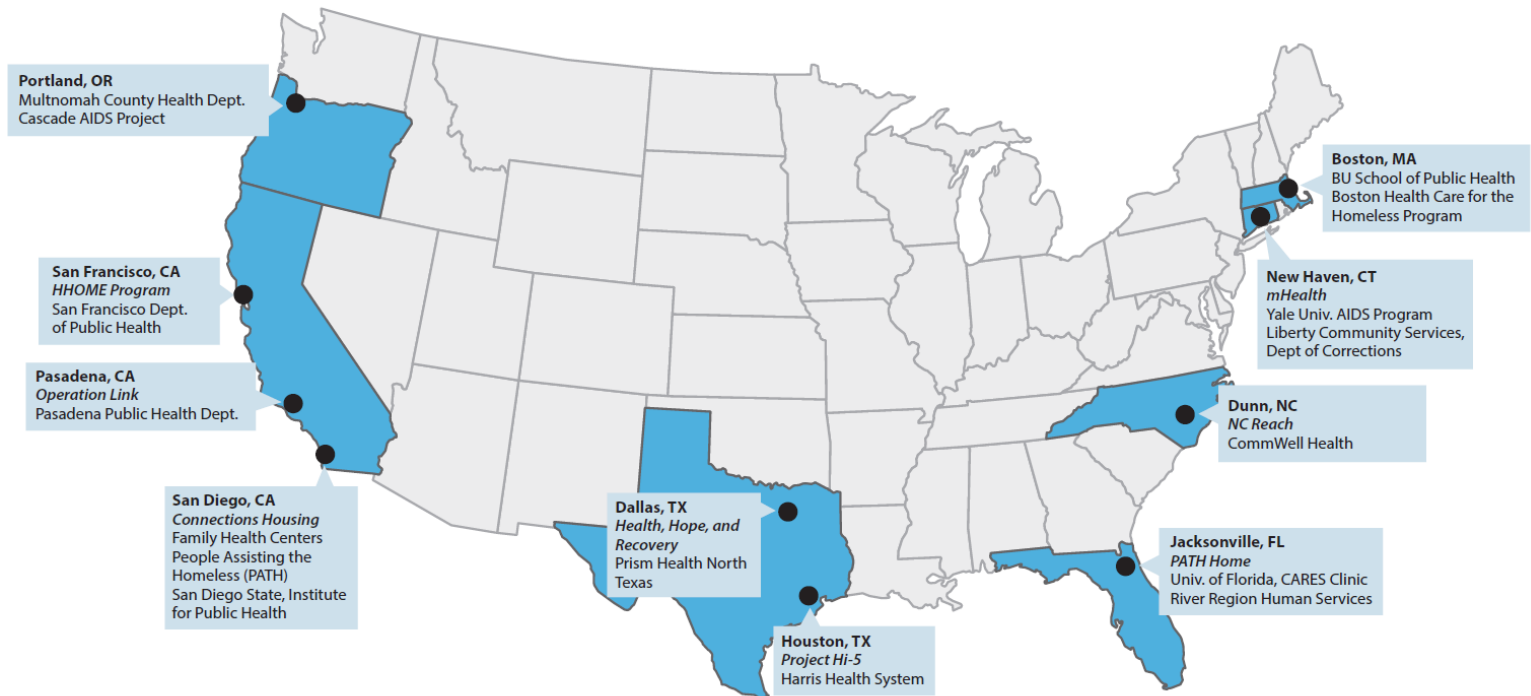 Portland, OR
Multnomah County Health Dept.
Cascade AIDS Project
San Francisco, CA
HHOME Program
San Francisco Dept.
of Public Health
Pasadena, CA
Operation Link
Pasadena Public Health Dept.
San Diego, CA
Connections Housing
Family Health Centers
People Assisting the
Homeless (PATH)
San Diego State, Institute
for Public Health
Dallas, TX
Health, Hope, and
Recovery
Prism Health North
Texas
Houston, TX
Project Hi-5
Harris Health System
Boston, MA
BU School of Public Health
Boston Health Care for the
Homeless Program
New Haven, CT
mHealth
Yale Univ. AIDS Program
Liberty Community Services,
Dept of Corrections
Dunn, NC
NC Reach
CommWell Health
Jacksonville, FL
PATH Home
Univ. of Florida, CARES Clinic
River Region Human Services